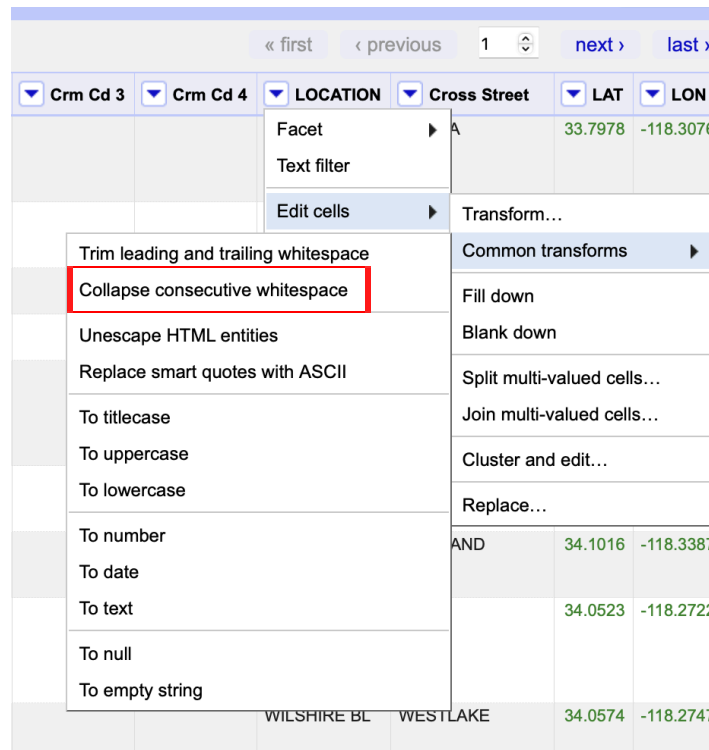 « first ‹ previous 1 next › last ›
Crm Cd 3 Crm Cd 4 LOCATION Cross Street LAT LON
33.7978 -118.3076
Facet
Text filter
Edit cells
Transform...
Common transforms
Fill down
Blank down
Split multi-valued cells...
Join multi-valued cells...
Cluster and edit...
Replace...
Trim leading and trailing whitespace
Collapse consecutive whitespace
Unescape HTML entities
Replace smart quotes with ASCII
To titlecase
To uppercase
To lowercase
To number
To date
To text
To null
To empty string
AND 34.1016 -118.3387
34.0523 -118.2722
WILSHIRE BL WESTLAKE 34.0574 -118.2747